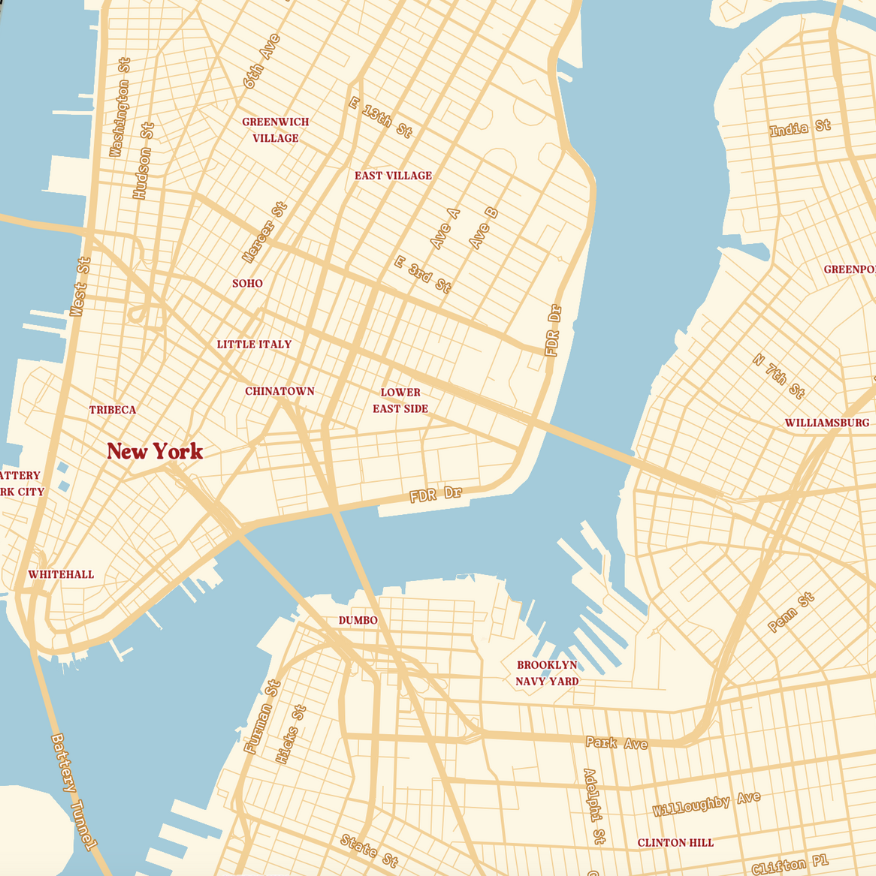 6th Ave
Washington St
GREENWICH
VILLAGE
E 13th St
India St
Hudson St
EAST VILLAGE
Mercer St
Ave A
Ave B
West St
SOHO
E 3rd St
GREENPO
LITTLE ITALY
FDR Dr
N 7th St
CHINATOWN
LOWER
EAST SIDE
TRIBECA
WILLIAMSBURG
New York
ATTERY
RK CITY
FDR Dr
WHITEHALL
DUMBO
Penn St
BROOKLYN
NAVY YARD
Furman St
Hicks St
Park Ave
Battery Tunnel
Adelphi St
Willoughby Ave
State St
CLINTON HILL
Clifton Pl